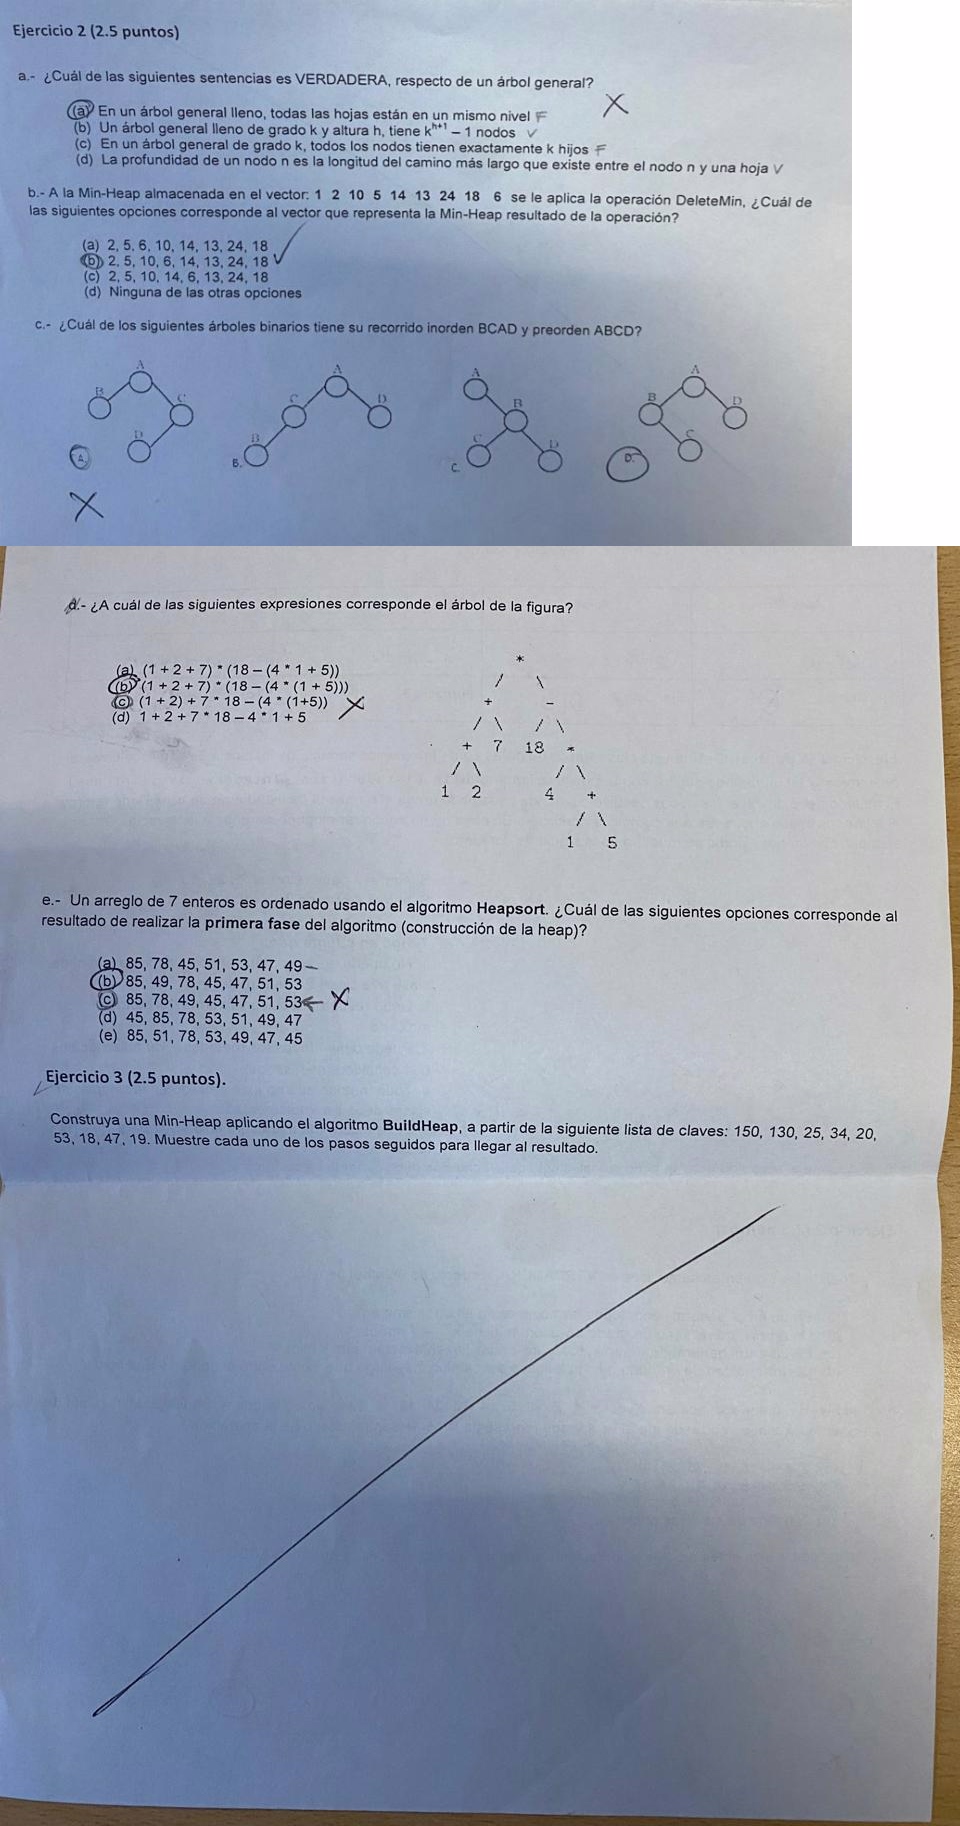 Ejercicio 2 (2.5 puntos)
a.- ¿Cuál de las siguientes sentencias es VERDADERA, respecto de un árbol general?
(a) En un árbol general lleno, todas las hojas están en un mismo nivel F
(b) Un árbol general lleno de grado k y altura h, tiene k^h+1 – 1 nodos ✓
(c) En un árbol general de grado k, todos los nodos tienen exactamente k hijos F
(d) La profundidad de un nodo n es la longitud del camino más largo que existe entre el nodo n y una hoja V
b.- A la Min-Heap almacenada en el vector: 1 2 10 5 14 13 24 18 6 se le aplica la operación DeleteMin, ¿Cuál de
las siguientes opciones corresponde al vector que representa la Min-Heap resultado de la operación?
(a) 2, 5, 6, 10, 14, 13, 24, 18
(b) 2, 5, 10, 6, 14, 13, 24, 18 ✓
(c) 2, 5, 10, 14, 6, 13, 24, 18
(d) Ninguna de las otras opciones
c.- ¿Cuál de los siguientes árboles binarios tiene su recorrido inorden BCAD y preorden ABCD?
A A A A
B C C D B B D
D B C D C
A. B. C. D.
X
d.- ¿A cuál de las siguientes expresiones corresponde el árbol de la figura?
(a) (1 + 2 + 7) * (18 – (4 * 1 + 5))
(b) (1 + 2 + 7) * (18 – (4 * (1 + 5)))
(c) (1 + 2) + 7 * 18 – (4 * (1+5)) X
(d) 1 + 2 + 7 * 18 – 4 * 1 + 5
*
/ \
+ -
/ \ / \
+ 7 18 *
/ \ / \
1 2 4 +
/ \
1 5
e.- Un arreglo de 7 enteros es ordenado usando el algoritmo Heapsort. ¿Cuál de las siguientes opciones corresponde al
resultado de realizar la primera fase del algoritmo (construcción de la heap)?
(a) 85, 78, 45, 51, 53, 47, 49 –
(b) 85, 49, 78, 45, 47, 51, 53
(c) 85, 78, 49, 45, 47, 51, 53 ← X
(d) 45, 85, 78, 53, 51, 49, 47
(e) 85, 51, 78, 53, 49, 47, 45
Ejercicio 3 (2.5 puntos).
Construya una Min-Heap aplicando el algoritmo BuildHeap, a partir de la siguiente lista de claves: 150, 130, 25, 34, 20,
53, 18, 47, 19. Muestre cada uno de los pasos seguidos para llegar al resultado.